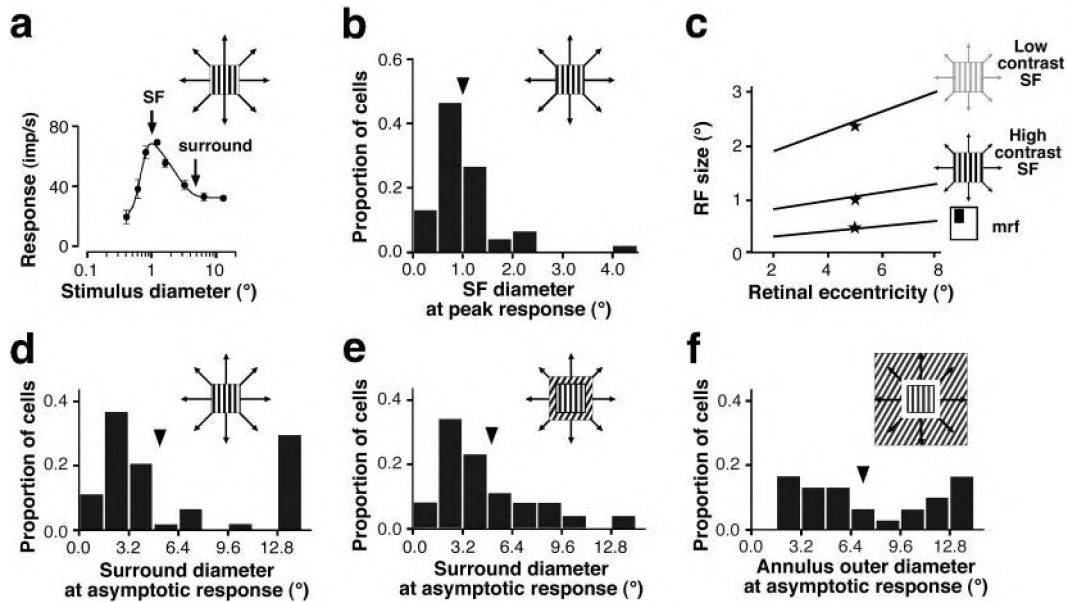 a
SF
surround
80
40
0
Response (imp/s)
0.1
1
10
Stimulus diameter (°)
b
0.6
0.4
0.2
0.0
Proportion of cells
0.0
1.0
2.0
3.0
4.0
SF diameter
at peak response (°)
c
Low
contrast
SF
High
contrast
SF
mrf
3
2
1
0
RF size (°)
2
4
6
8
Retinal eccentricity (°)
d
0.4
0.2
0.0
Proportion of cells
0.0
3.2
6.4
9.6
12.8
Surround diameter
at asymptotic response (°)
e
0.4
0.2
0.0
Proportion of cells
0.0
3.2
6.4
9.6
12.8
Surround diameter
at asymptotic response (°)
f
0.4
0.2
0.0
Proportion of cells
0.0
3.2
6.4
9.6
12.8
Annulus outer diameter
at asymptotic response (°)